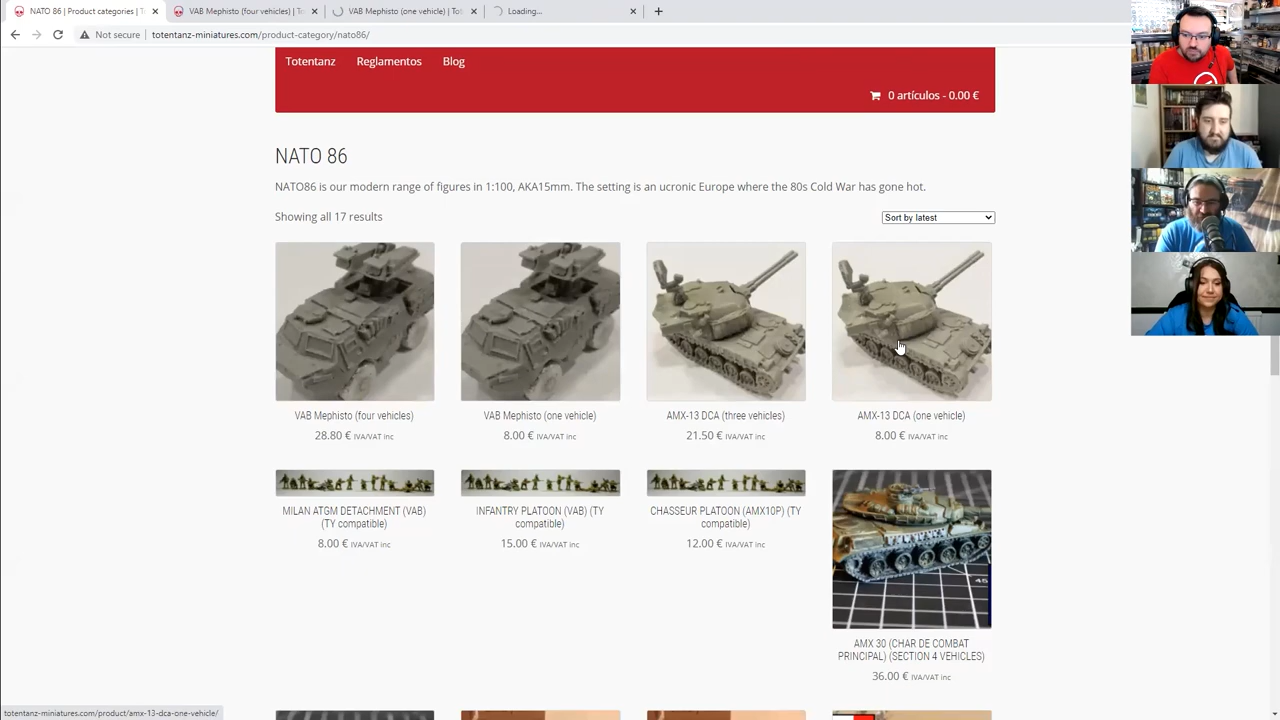 NATO 86 | Product categories | T
VAB Mephisto (four vehicles) | To
VAB Mephisto (one vehicle) | To
Loading...
Not secure | totentanz-miniatures.com/product-category/nato86/
Totentanz Reglamentos Blog
0 artículos - 0.00 €
NATO 86
NATO86 is our modern range of figures in 1:100, AKA15mm. The setting is an ucronic Europe where the 80s Cold War has gone hot.
Showing all 17 results
Sort by latest
VAB Mephisto (four vehicles)
28.80 € IVA/VAT inc
VAB Mephisto (one vehicle)
8.00 € IVA/VAT inc
AMX-13 DCA (three vehicles)
21.50 € IVA/VAT inc
AMX-13 DCA (one vehicle)
8.00 € IVA/VAT inc
MILAN ATGM DETACHMENT (VAB)
(TY compatible)
8.00 € IVA/VAT inc
INFANTRY PLATOON (VAB) (TY
compatible)
15.00 € IVA/VAT inc
CHASSEUR PLATOON (AMX10P) (TY
compatible)
12.00 € IVA/VAT inc
AMX 30 (CHAR DE COMBAT
PRINCIPAL) (SECTION 4 VEHICLES)
36.00 € IVA/VAT inc
totentanz-miniatures.com/product/amx-13-dca-one-vehicle/